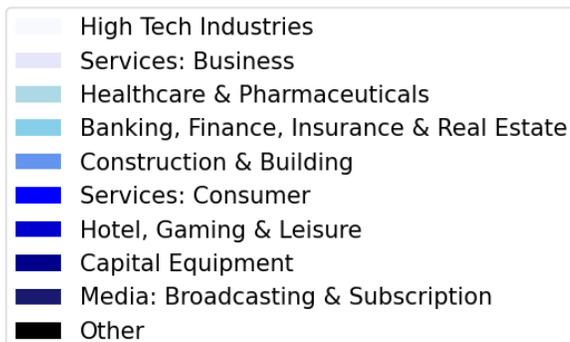 High Tech Industries
Services: Business
Healthcare & Pharmaceuticals
Banking, Finance, Insurance & Real Estate
Construction & Building
Services: Consumer
Hotel, Gaming & Leisure
Capital Equipment
Media: Broadcasting & Subscription
Other